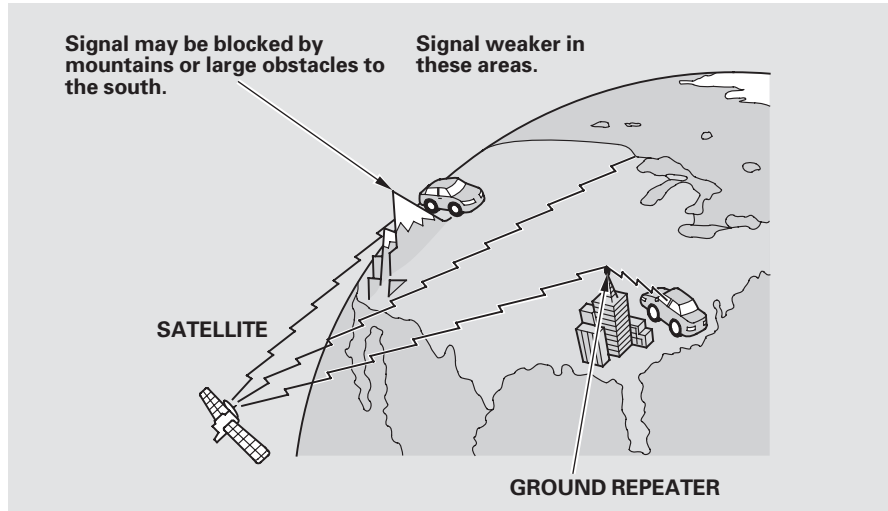 Signal may be blocked by
mountains or large obstacles to
the south.
Signal weaker in
these areas.
SATELLITE
GROUND REPEATER